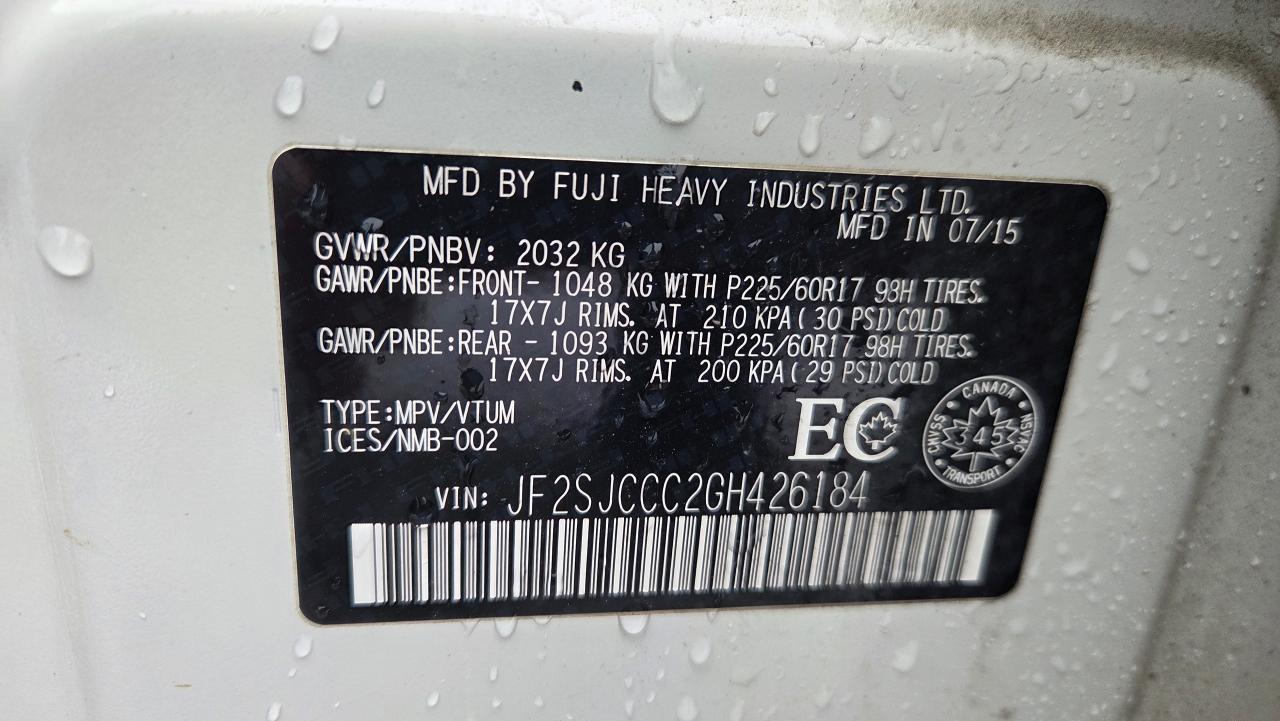 MFD BY FUJI HEAVY INDUSTRIES LTD.
MFD IN 07/15
GVWR/PNBV: 2032 KG
GAWR/PNBE:FRONT- 1048 KG WITH P225/60R17 98H TIRES.
17X7J RIMS. AT 210 KPA(30 PSI)COLD
GAWR/PNBE:REAR - 1093 KG WITH P225/60R17 98H TIRES.
17X7J RIMS. AT 200 KPA(29 PSI)COLD
TYPE:MPV/VTUM
ICES/NMB-002
EC
CANADA
CMVSS
345
NSVAC
TRANSPORT
VIN: JF2SJCCC2GH426184